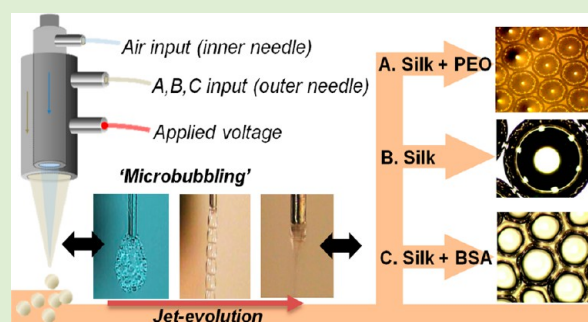 Air input (inner needle)
A,B,C input (outer needle)
Applied voltage
'Microbubbling'
Jet-evolution
A. Silk + PEO
B. Silk
C. Silk + BSA